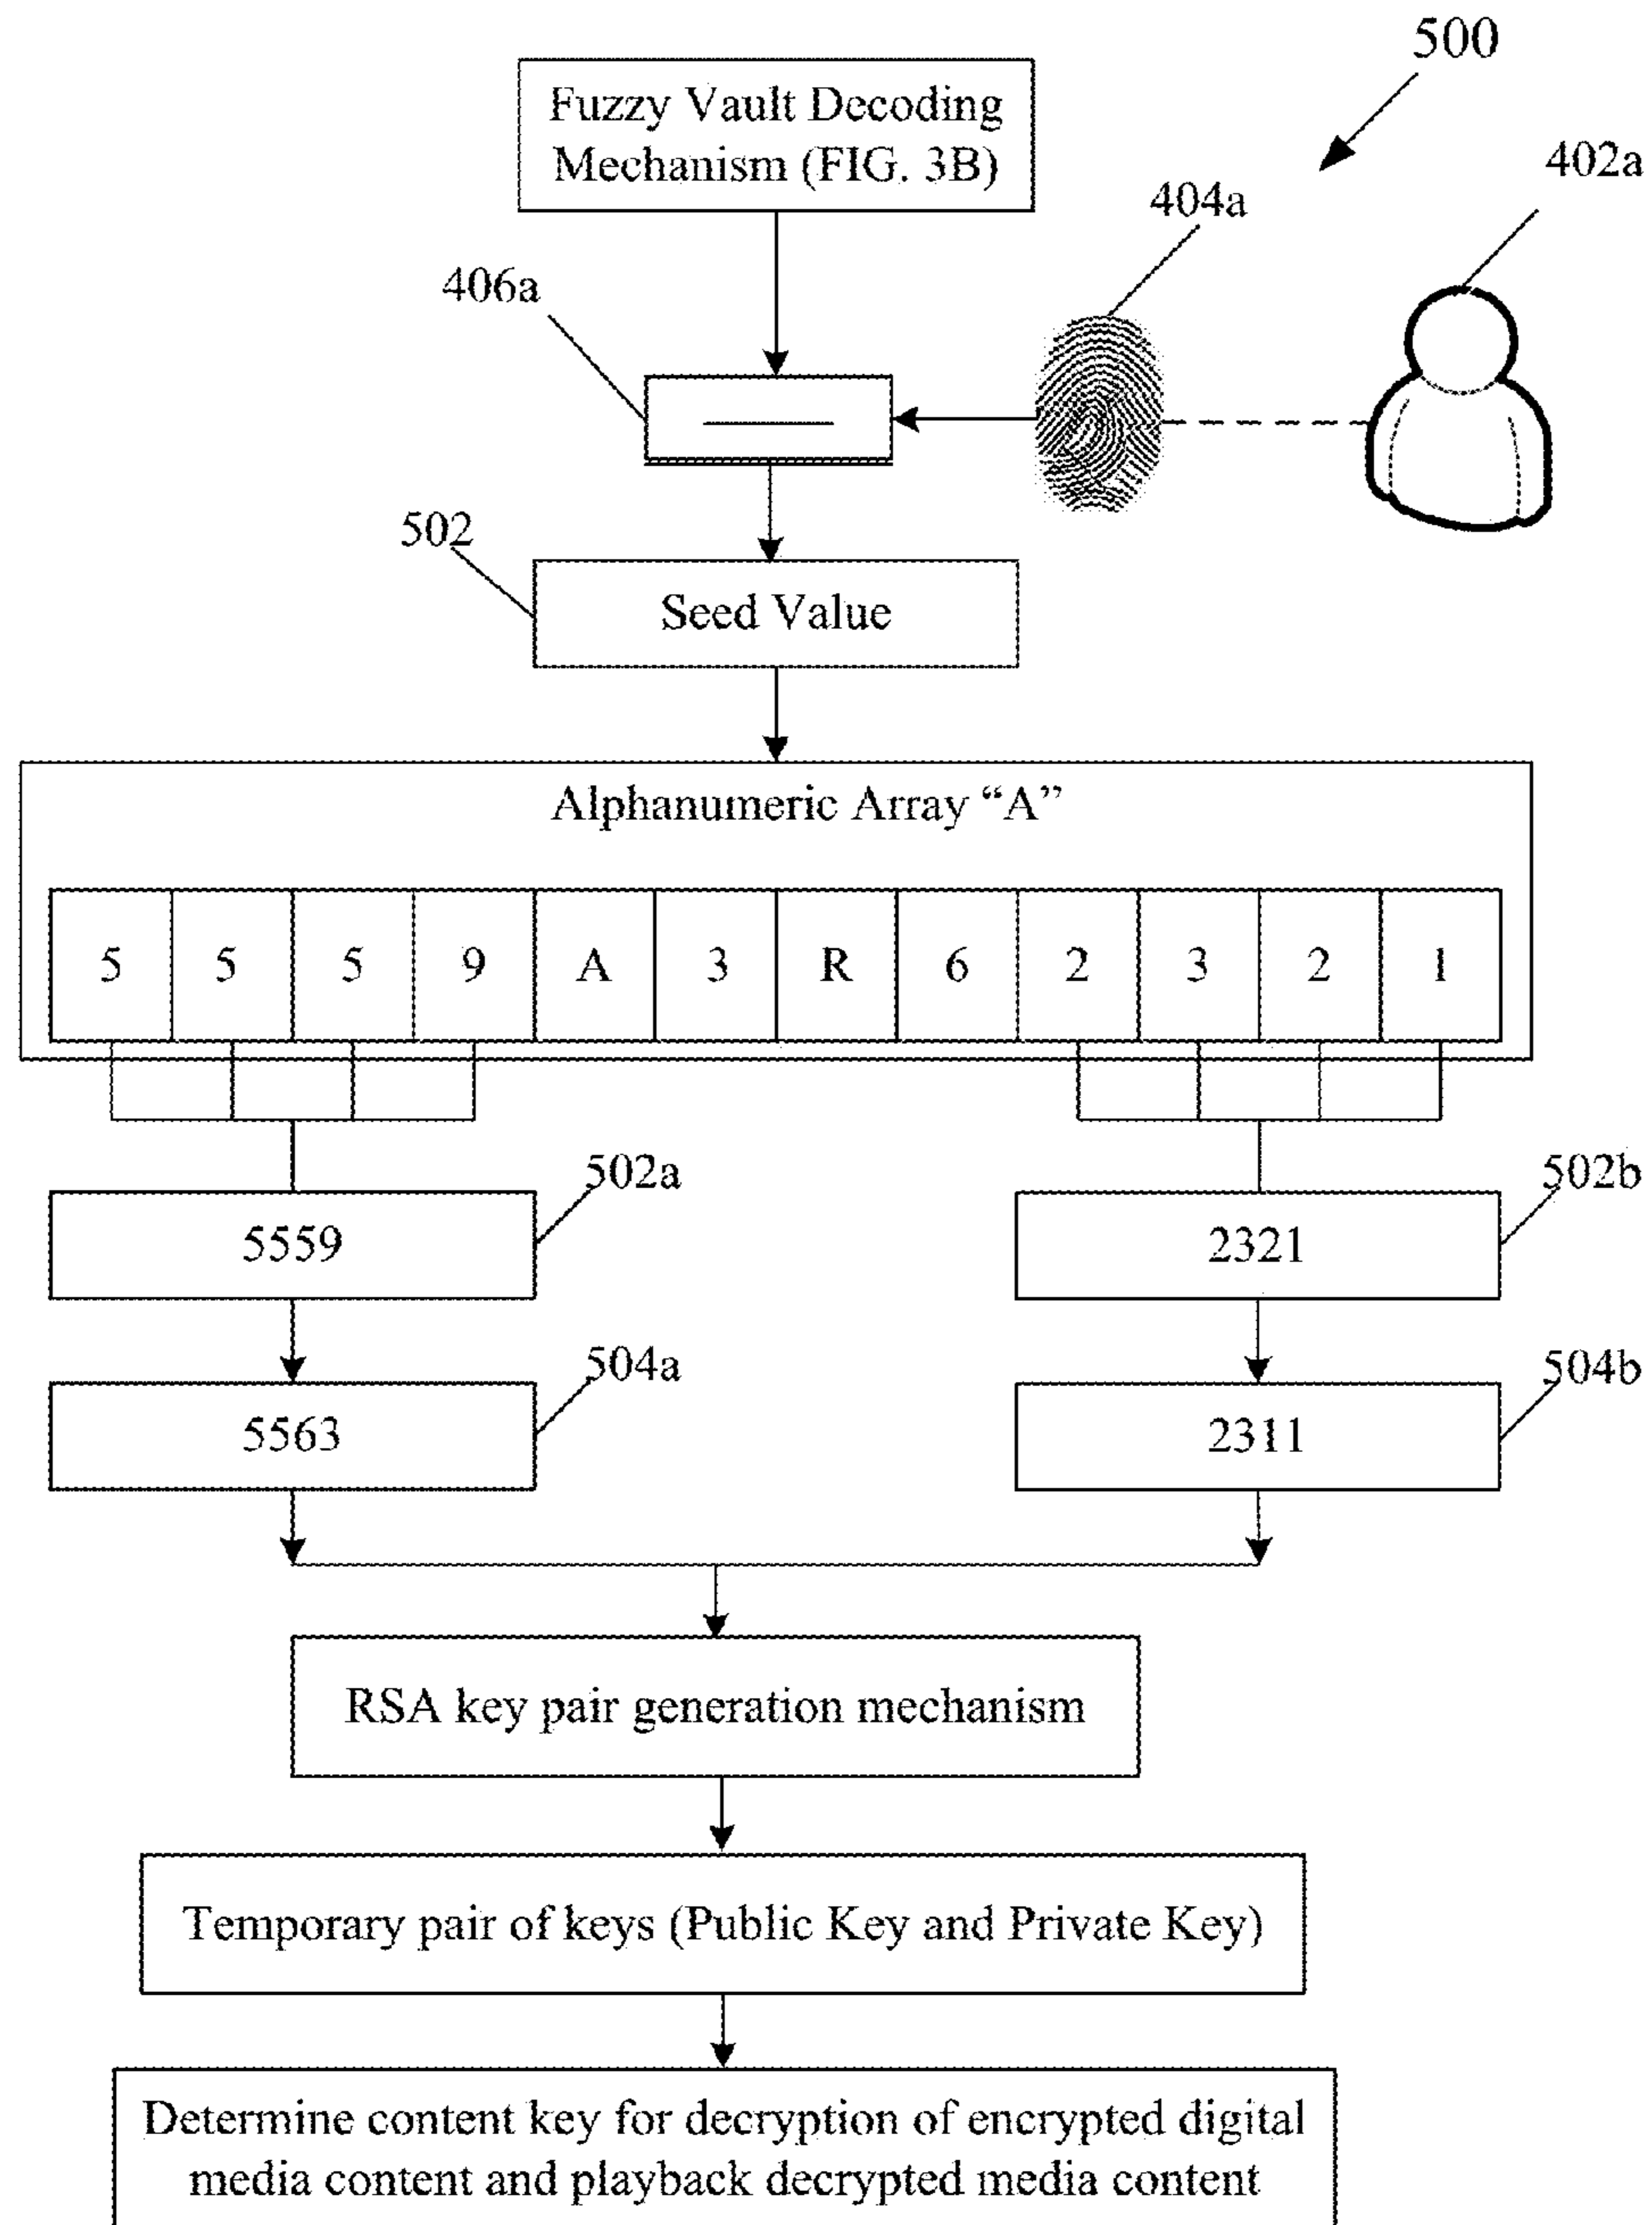 500
Fuzzy Vault Decoding
Mechanism (FIG. 3B)
402a
404a
406a
502
Seed Value
Alphanumeric Array “A”
5 5 5 9 A 3 R 6 2 3 2 1
502a
502b
5559
2321
504a
504b
5563
2311
RSA key pair generation mechanism
Temporary pair of keys (Public Key and Private Key)
Determine content key for decryption of encrypted digital
media content and playback decrypted media content